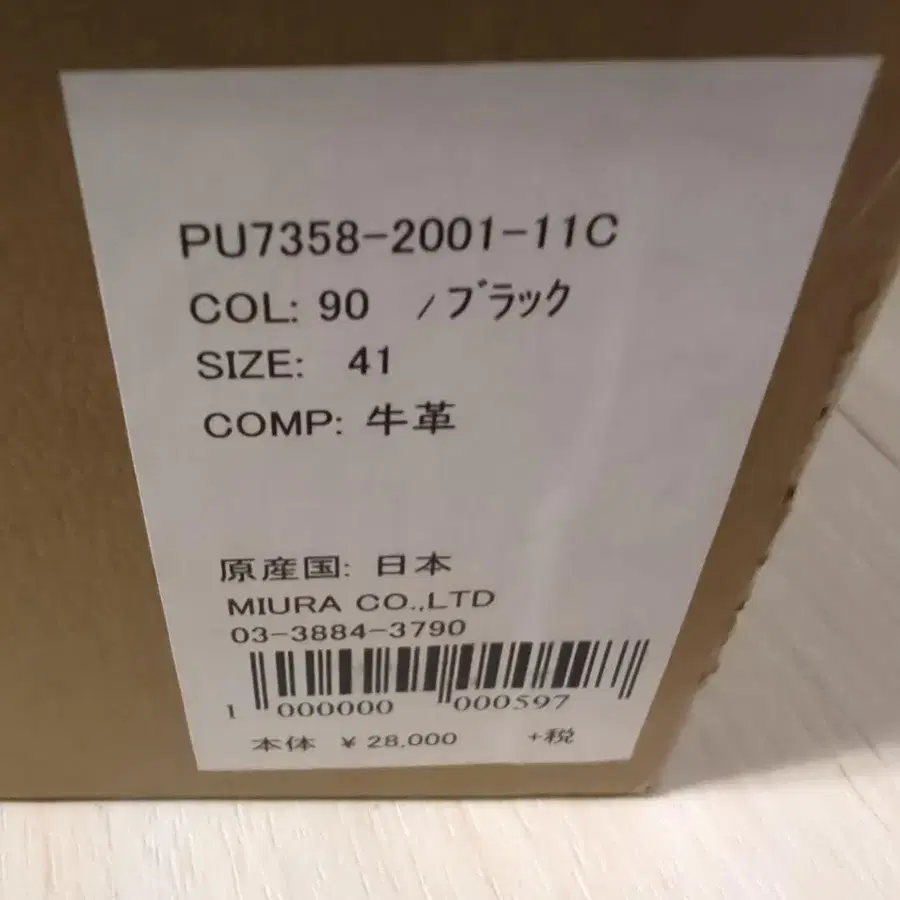 PU7358-2001-11C
COL: 90 /ブラック
SIZE: 41
COMP: 牛革
原産国: 日本
MIURA CO.,LTD
03-3884-3790
1 000000 000597
本体 ¥ 28,000 +税